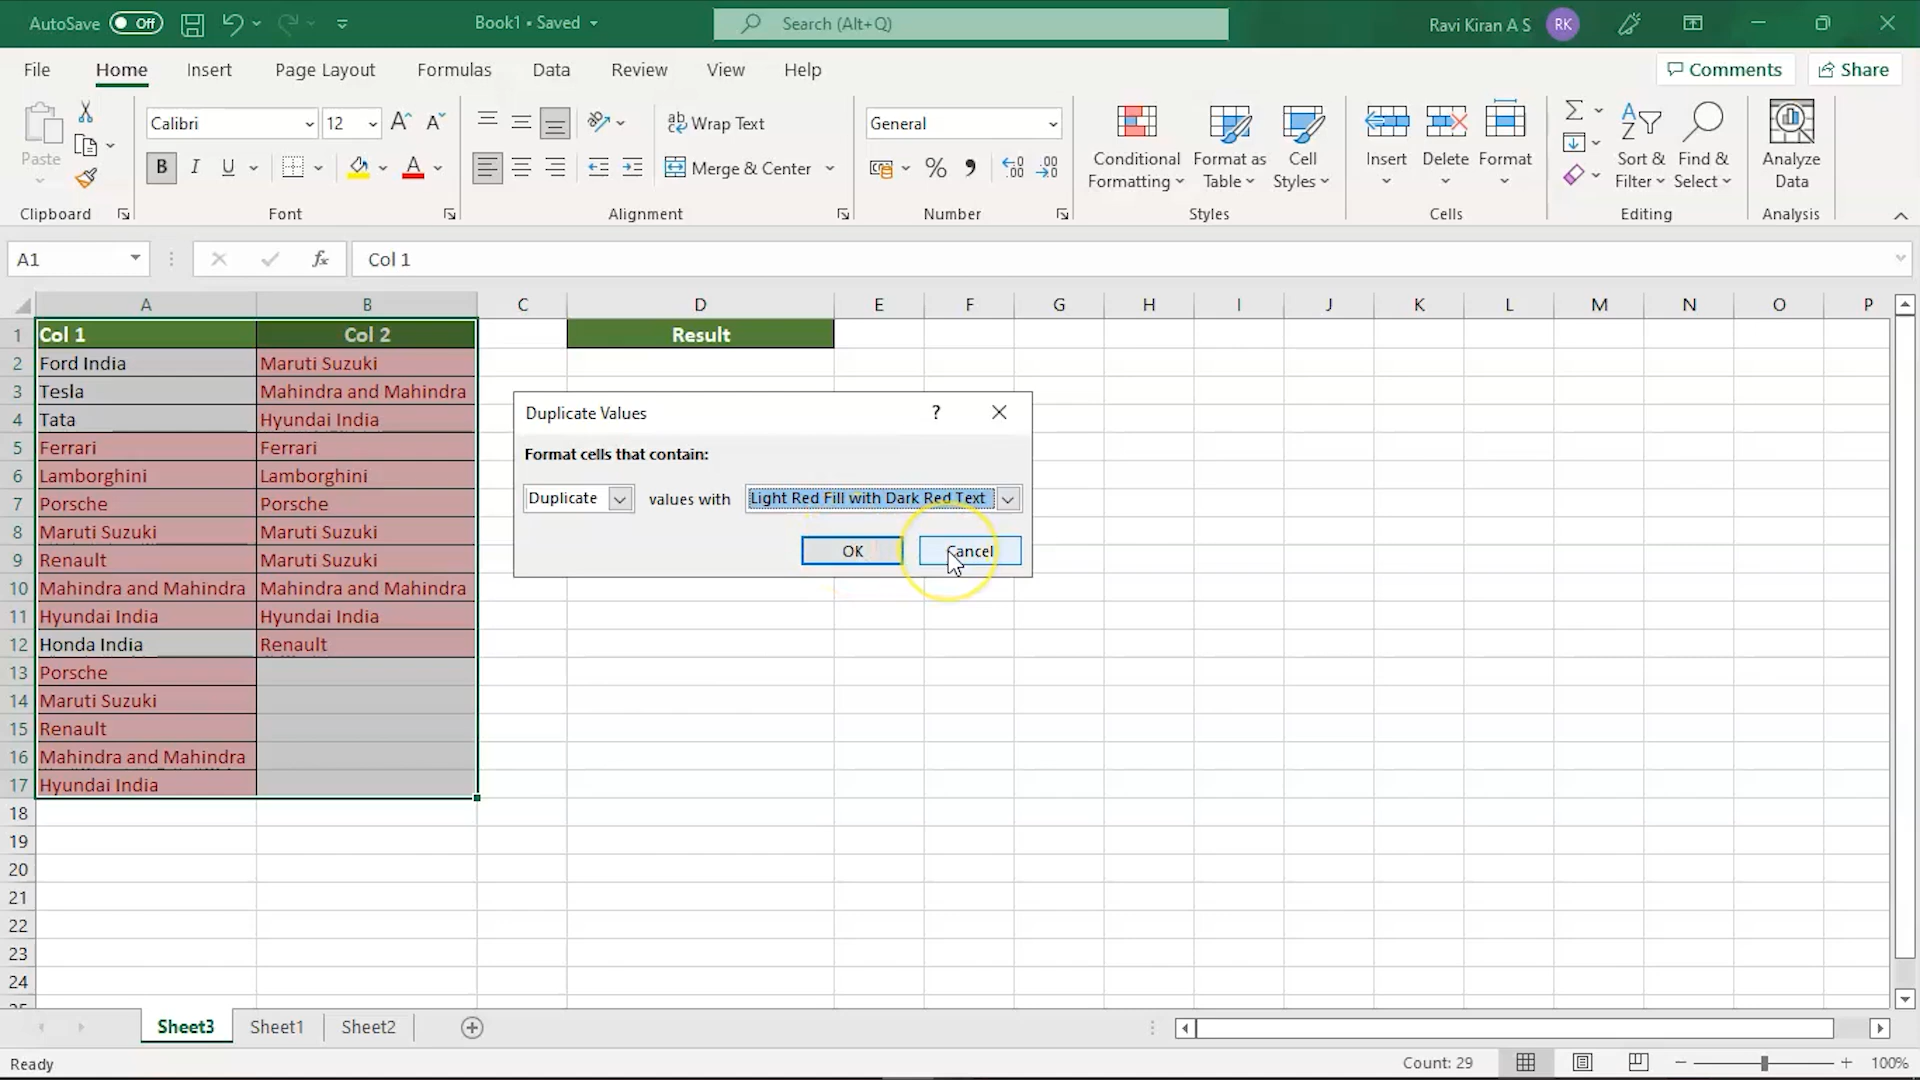 AutoSave Off Book1 • Saved Search (Alt+Q) Ravi Kiran A S RK
File Home Insert Page Layout Formulas Data Review View Help Comments Share
Paste Calibri 12 A A Wrap Text General Conditional Formatting Format as Table Cell Styles Insert Delete Format Sort & Filter Find & Select Analyze Data
B I U A Merge & Center % 9
Clipboard Font Alignment Number Styles Cells Editing Analysis
A1 fx Col 1
A B C D E F G H I J K L M N O P
1 Col 1 Col 2 Result
2 Ford India Maruti Suzuki
3 Tesla Mahindra and Mahindra
4 Tata Hyundai India
5 Ferrari Ferrari
6 Lamborghini Lamborghini
7 Porsche Porsche
8 Maruti Suzuki Maruti Suzuki
9 Renault Maruti Suzuki
10 Mahindra and Mahindra Mahindra and Mahindra
11 Hyundai India Hyundai India
12 Honda India Renault
13 Porsche
14 Maruti Suzuki
15 Renault
16 Mahindra and Mahindra
17 Hyundai India
18
19
20
21
22
23
24
Duplicate Values ?
Format cells that contain:
Duplicate values with Light Red Fill with Dark Red Text
OK Cancel
Sheet3 Sheet1 Sheet2
Ready Count: 29 100%